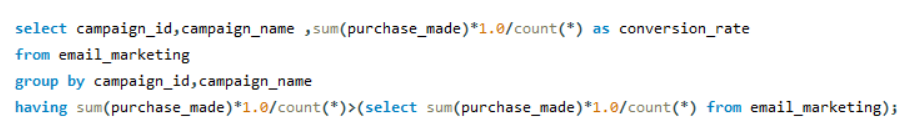 select campaign_id,campaign_name ,sum(purchase_made)*1.0/count(*) as conversion_rate
from email_marketing
group by campaign_id,campaign_name
having sum(purchase_made)*1.0/count(*)>(select sum(purchase_made)*1.0/count(*) from email_marketing);